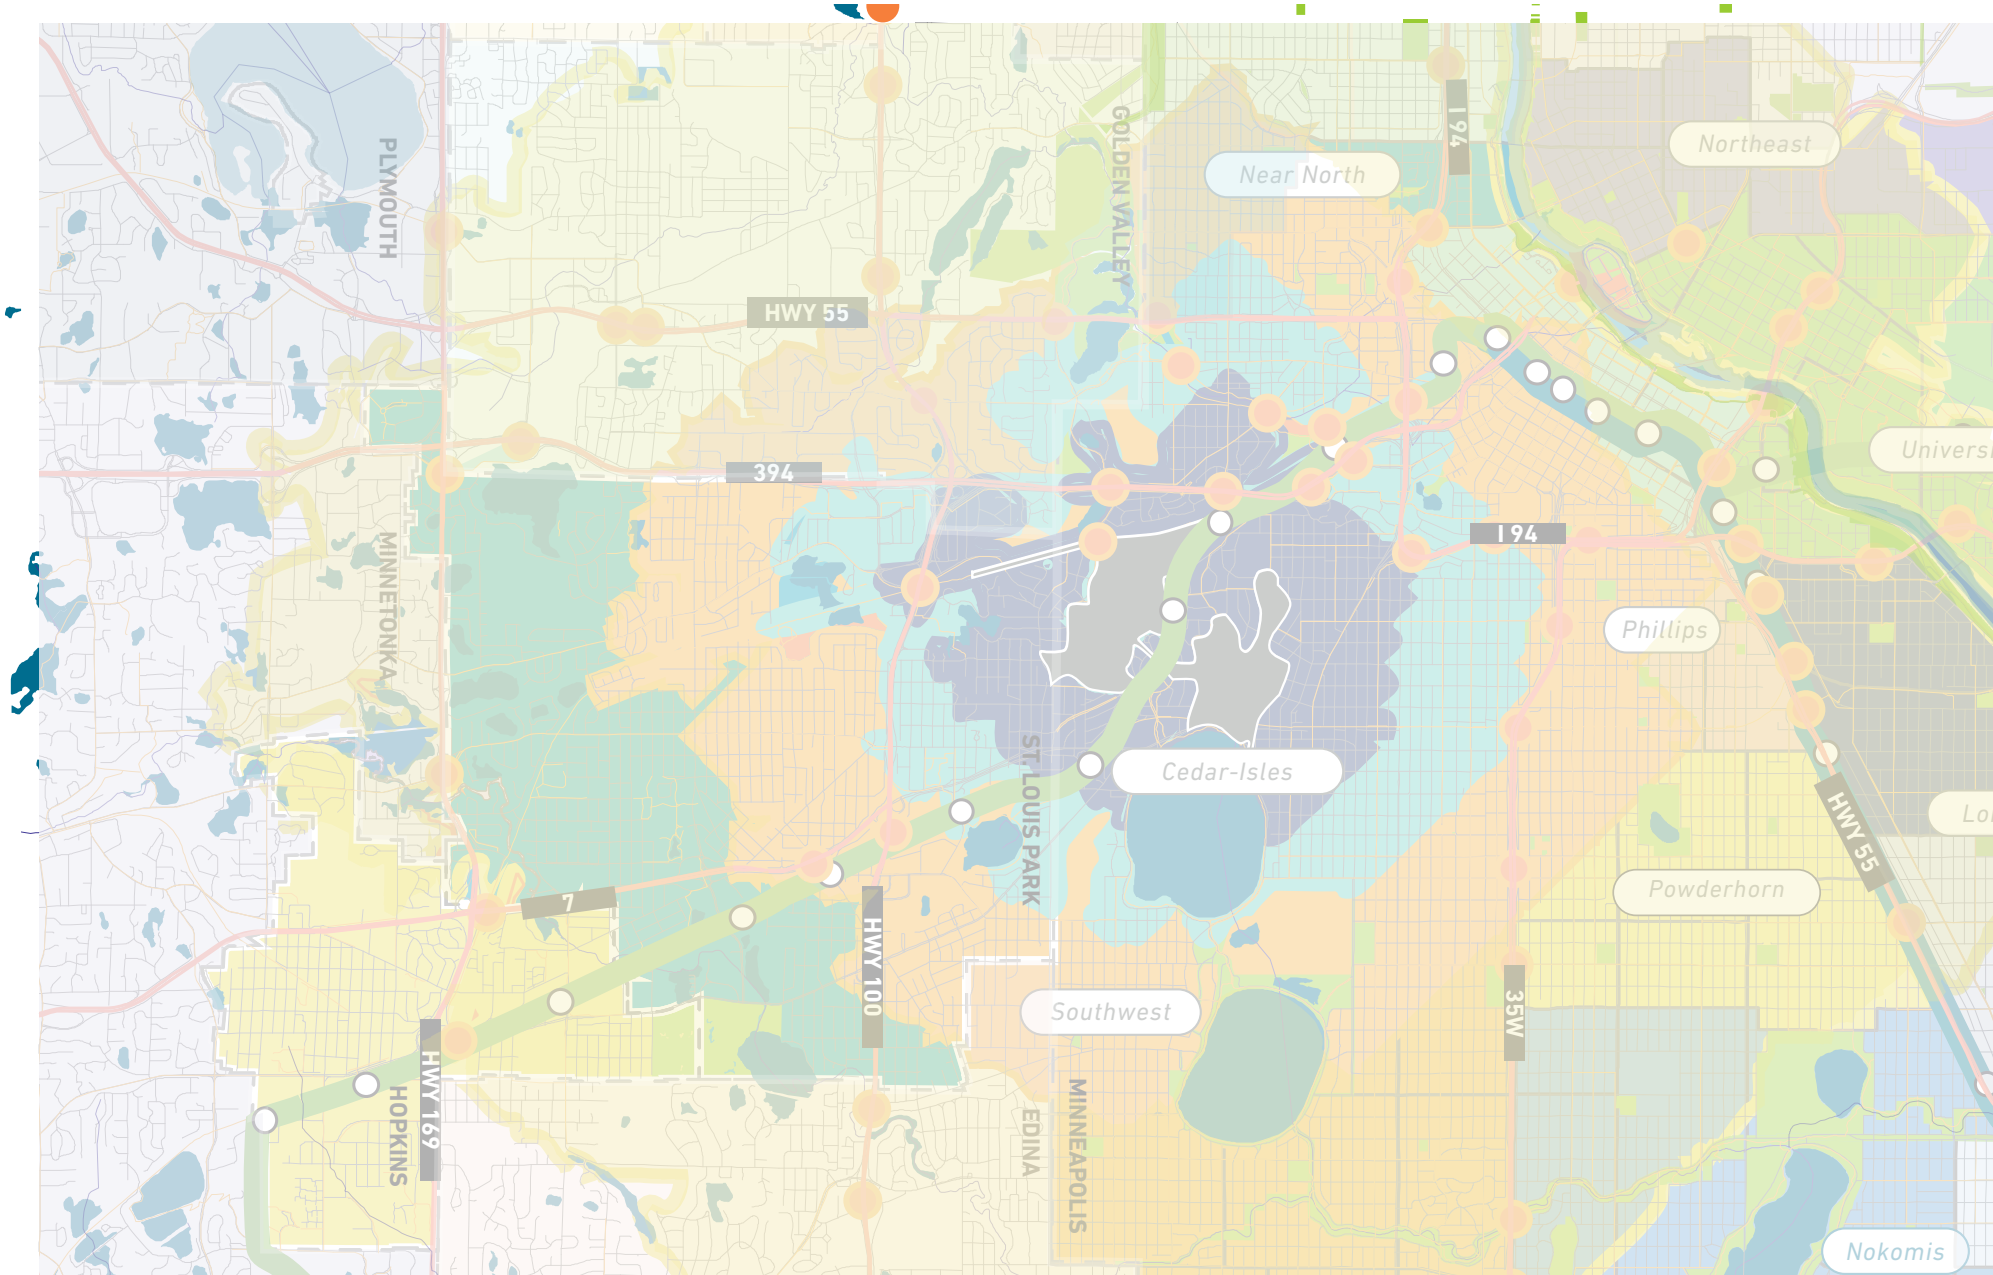 PLYMOUTH
GOLDEN VALLEY
I 94
Near North
Northeast
HWY 55
394
Universi
I 94
MINNETONKA
Phillips
ST. LOUIS PARK
Cedar-Isles
HWY 55
Lo
7
HWY 100
Powderhorn
Southwest
35W
HWY 169
HOPKINS
EDINA
MINNEAPOLIS
Nokomis